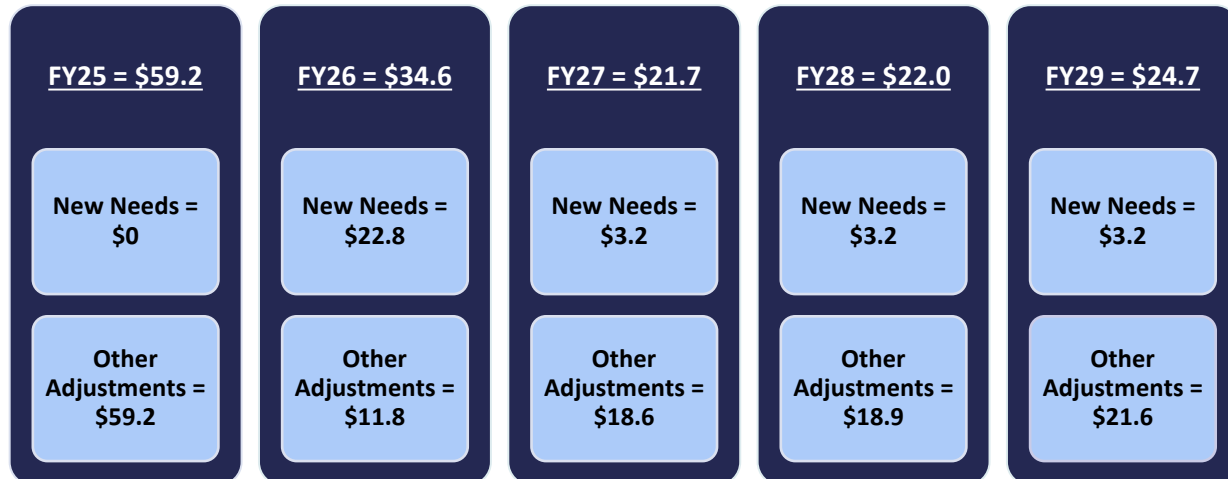 FY25 = $59.2
New Needs =
$0
Other
Adjustments =
$59.2
FY26 = $34.6
New Needs =
$22.8
Other
Adjustments =
$11.8
FY27 = $21.7
New Needs =
$3.2
Other
Adjustments =
$18.6
FY28 = $22.0
New Needs =
$3.2
Other
Adjustments =
$18.9
FY29 = $24.7
New Needs =
$3.2
Other
Adjustments =
$21.6